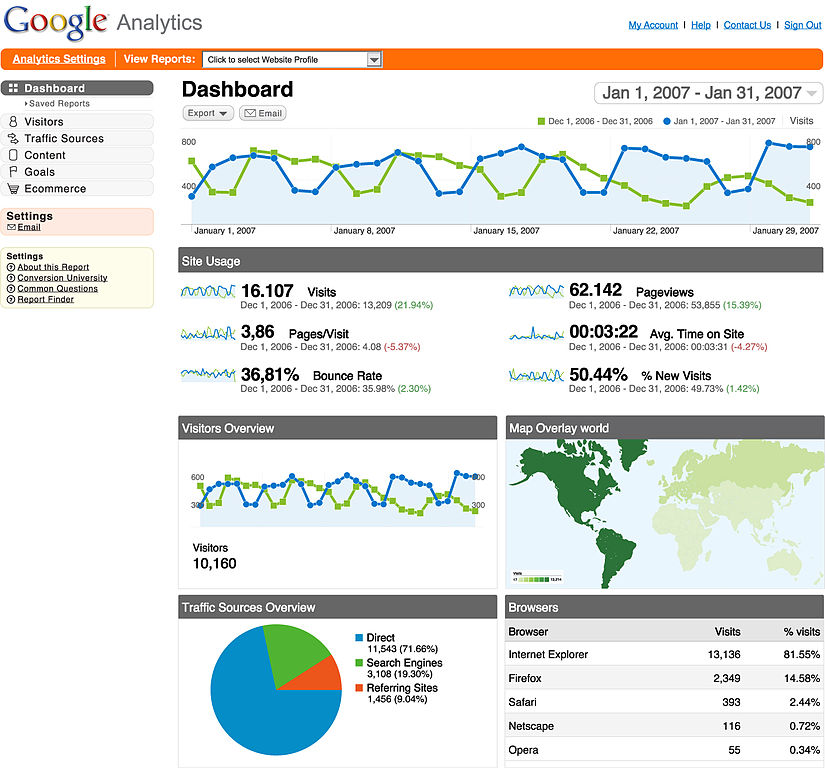 Google Analytics
My Account | Help | Contact Us | Sign Out
Analytics Settings | View Reports: Click to select Website Profile
Dashboard
Saved Reports
Visitors
Traffic Sources
Content
Goals
Ecommerce
Settings
Email
Settings
About this Report
Conversion University
Common Questions
Report Finder
Dashboard
Jan 1, 2007 - Jan 31, 2007
Export
Email
Dec 1, 2006 - Dec 31, 2006 Jan 1, 2007 - Jan 31, 2007 Visits
800 800
400 400
January 1, 2007 January 8, 2007 January 15, 2007 January 22, 2007 January 29, 2007
Site Usage
16.107 Visits
Dec 1, 2006 - Dec 31, 2006: 13,209 (21.94%)
62.142 Pageviews
Dec 1, 2006 - Dec 31, 2006: 53,855 (15.39%)
3,86 Pages/Visit
Dec 1, 2006 - Dec 31, 2006: 4.08 (-5.37%)
00:03:22 Avg. Time on Site
Dec 1, 2006 - Dec 31, 2006: 00:03:31 (-4.27%)
36,81% Bounce Rate
Dec 1, 2006 - Dec 31, 2006: 35.98% (2.30%)
50.44% % New Visits
Dec 1, 2006 - Dec 31, 2006: 49.73% (1.42%)
Visitors Overview
600 600
300 300
Visitors
10,160
Map Overlay world
Visits
Traffic Sources Overview
Direct
11,543 (71.66%)
Search Engines
3,108 (19.30%)
Referring Sites
1,456 (9.04%)
Browsers
Browser Visits % visits
Internet Explorer 13,136 81.55%
Firefox 2,349 14.58%
Safari 393 2.44%
Netscape 116 0.72%
Opera 55 0.34%